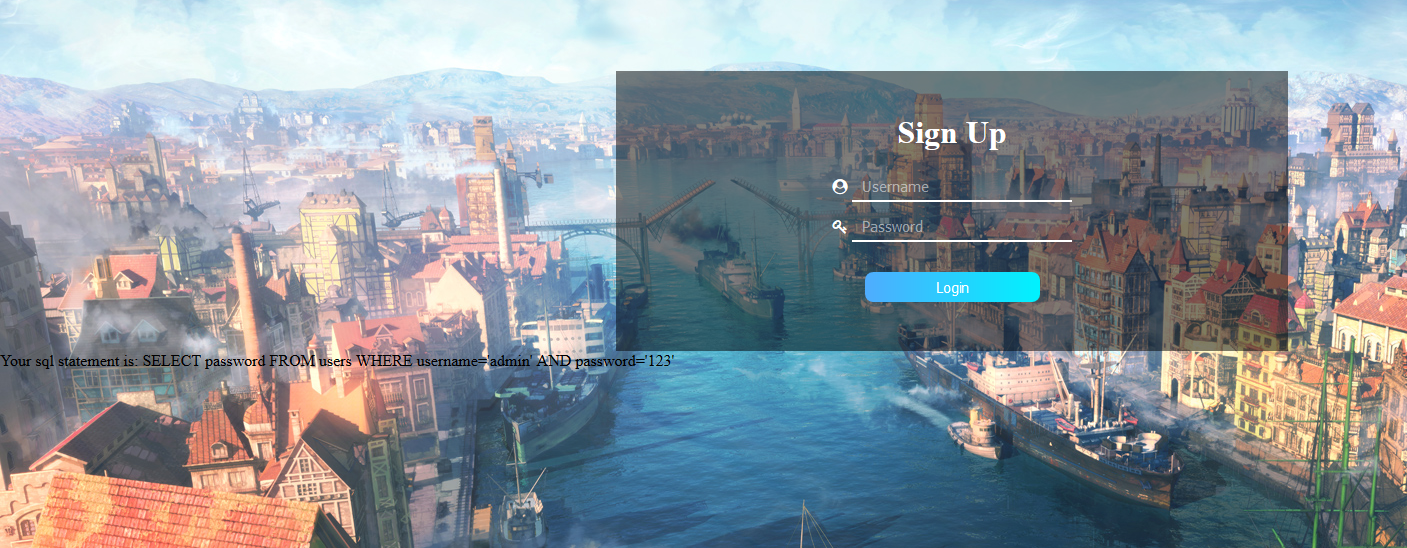 Sign Up
Username
Password
Login
Your sql statement is: SELECT password FROM users WHERE username='admin' AND password='123'